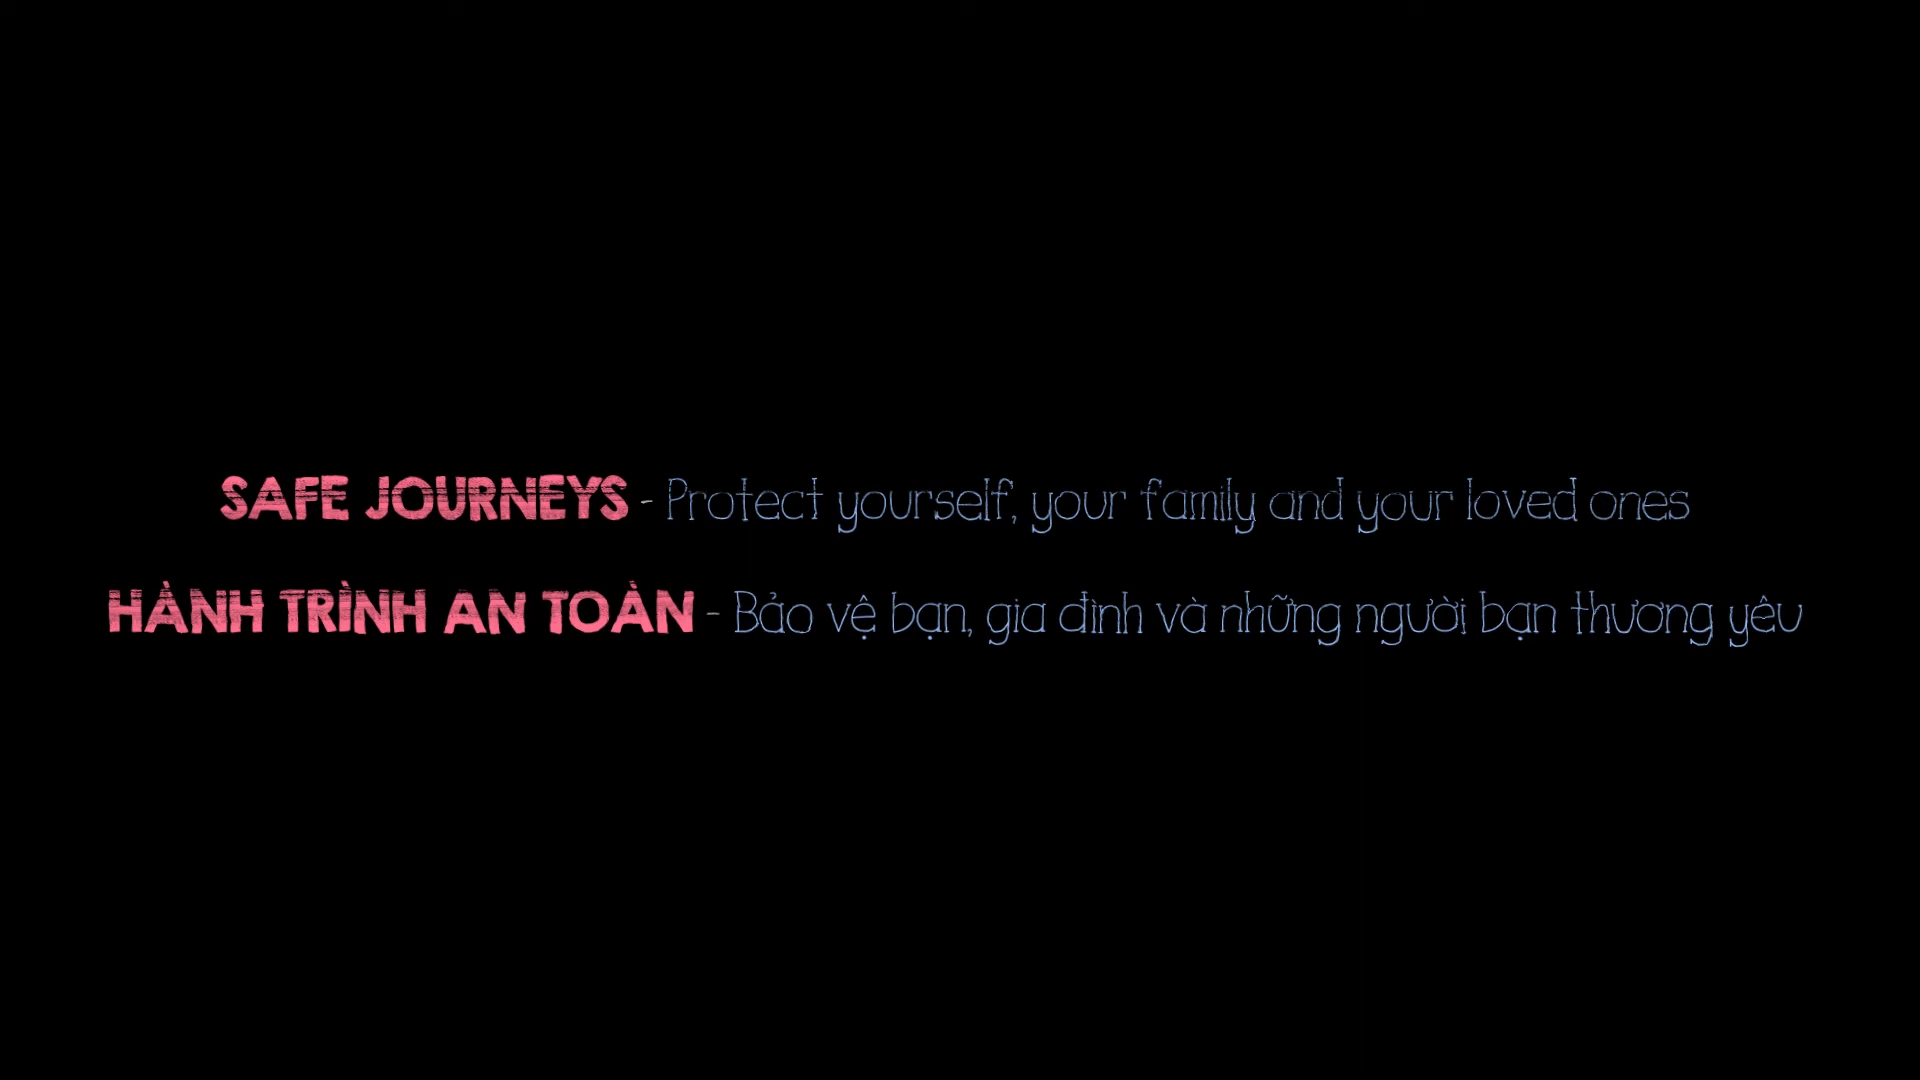 SAFE JOURNEYS - Protect yourself, your family and your loved ones
HÀNH TRÌNH AN TOÀN - Bảo vệ bạn, gia đình và những người bạn thương yêu